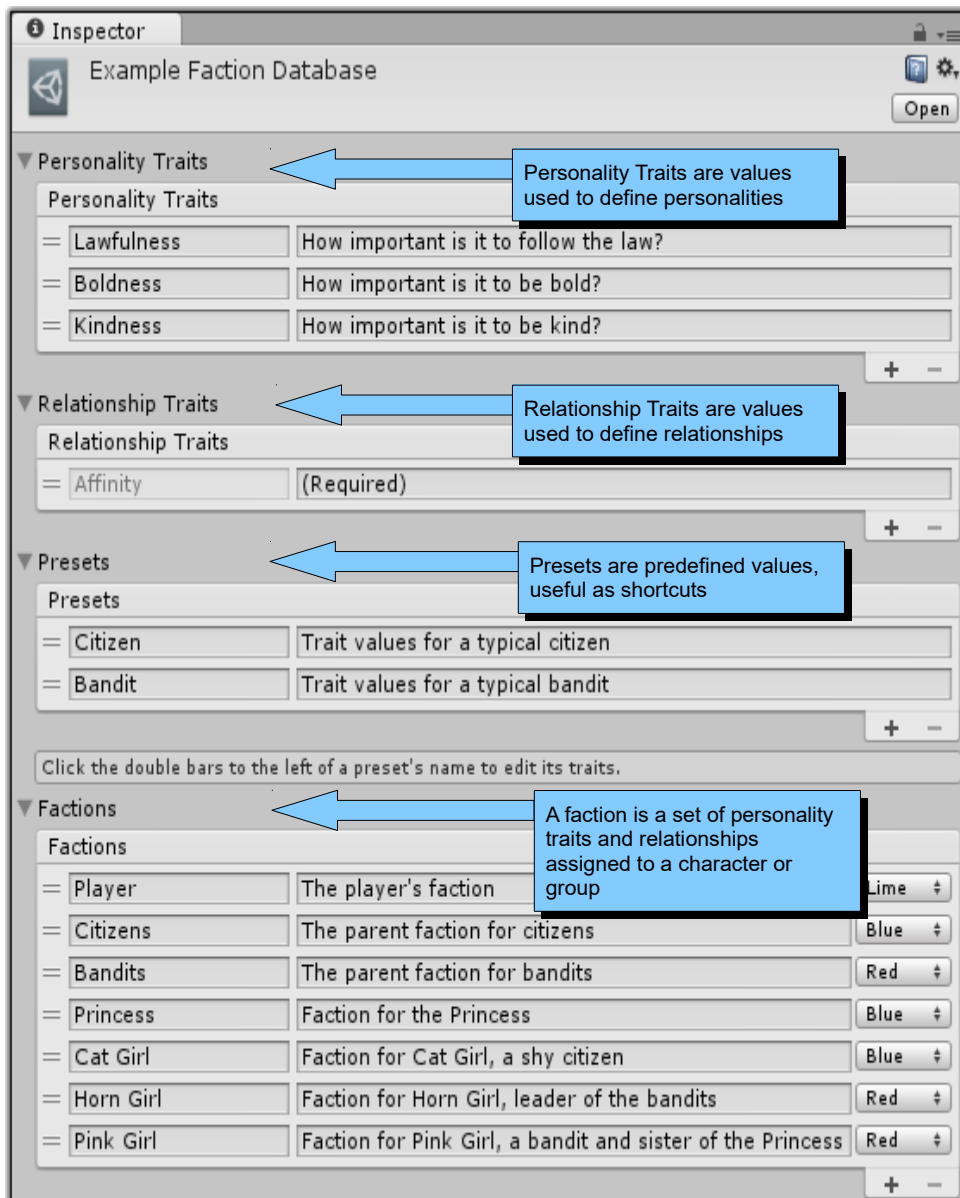 Inspector
Example Faction Database
Open
Personality Traits
Personality Traits are values
used to define personalities
Personality Traits
Lawfulness How important is it to follow the law?
Boldness How important is it to be bold?
Kindness How important is it to be kind?
+ −
Relationship Traits
Relationship Traits are values
used to define relationships
Relationship Traits
Affinity (Required)
+ −
Presets
Presets are predefined values,
useful as shortcuts
Presets
Citizen Trait values for a typical citizen
Bandit Trait values for a typical bandit
+ −
Click the double bars to the left of a preset's name to edit its traits.
Factions
A faction is a set of personality
traits and relationships
assigned to a character or
group
Factions
Player The player's faction Lime
Citizens The parent faction for citizens Blue
Bandits The parent faction for bandits Red
Princess Faction for the Princess Blue
Cat Girl Faction for Cat Girl, a shy citizen Blue
Horn Girl Faction for Horn Girl, leader of the bandits Red
Pink Girl Faction for Pink Girl, a bandit and sister of the Princess Red
+ −